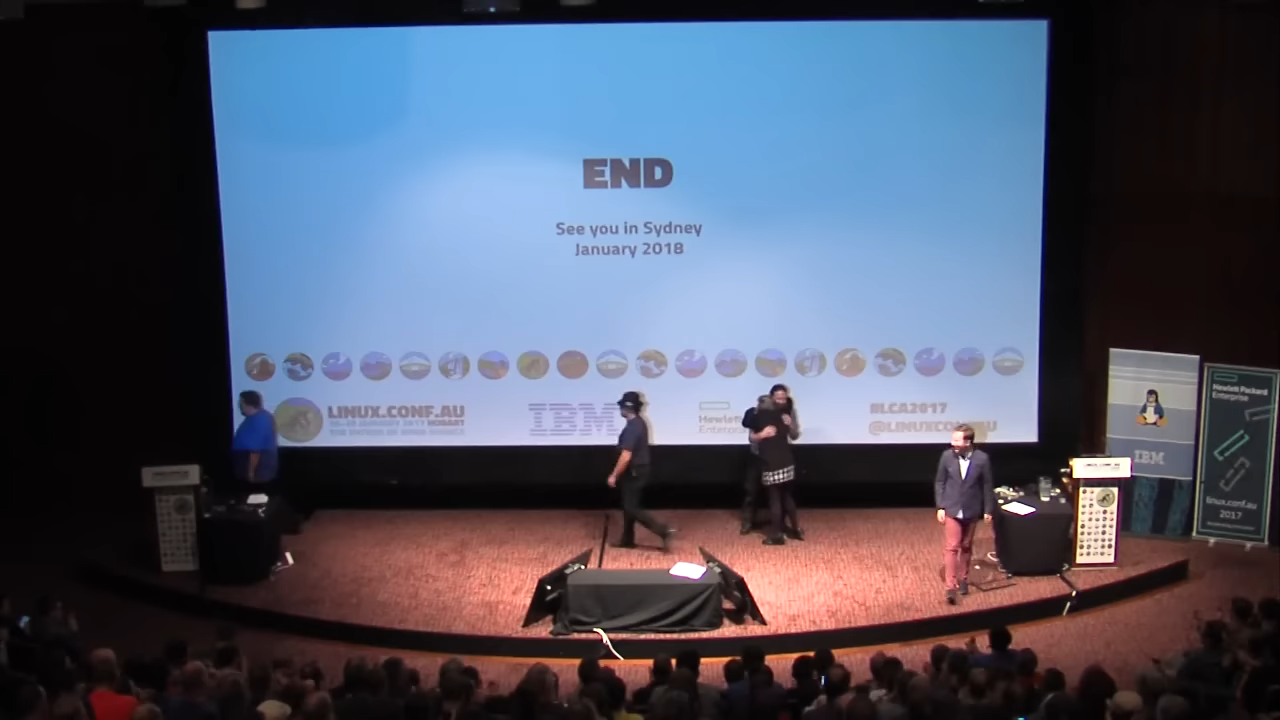 END
See you in Sydney
January 2018
LINUX.CONF.AU
IBM
Hewlett
#LCA2017
IBM
Hewlett Packard
Enterprise
linux.conf.au
2017